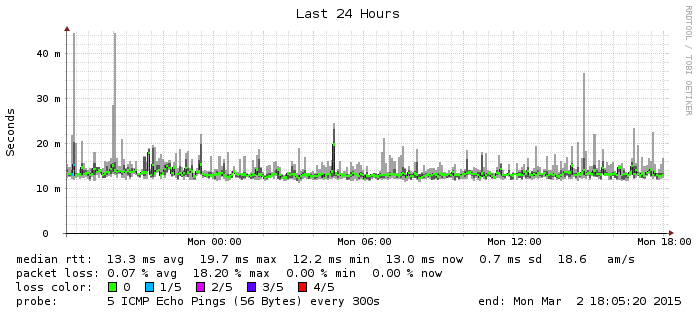 Last 24 Hours
RRDTOOL / TOBI OETIKER
Seconds
40 m
30 m
20 m
10 m
0
Mon 00:00 Mon 06:00 Mon 12:00 Mon 18:00
median rtt: 13.3 ms avg 19.7 ms max 12.2 ms min 13.0 ms now 0.7 ms sd 18.6 am/s
packet loss: 0.07 % avg 18.20 % max 0.00 % min 0.00 % now
loss color: 0 1/5 2/5 3/5 4/5
probe: 5 ICMP Echo Pings (56 Bytes) every 300s end: Mon Mar 2 18:05:20 2015